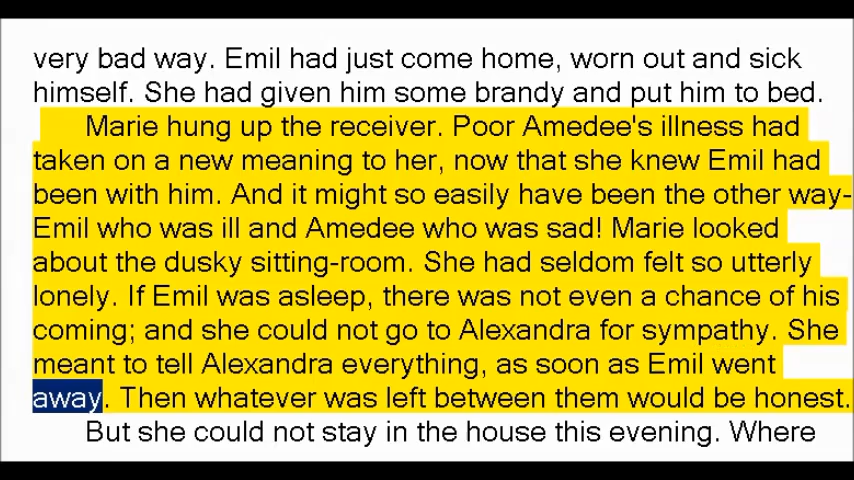 very bad way. Emil had just come home, worn out and sick
himself. She had given him some brandy and put him to bed.
Marie hung up the receiver. Poor Amedee's illness had
taken on a new meaning to her, now that she knew Emil had
been with him. And it might so easily have been the other way-
Emil who was ill and Amedee who was sad! Marie looked
about the dusky sitting-room. She had seldom felt so utterly
lonely. If Emil was asleep, there was not even a chance of his
coming; and she could not go to Alexandra for sympathy. She
meant to tell Alexandra everything, as soon as Emil went
away. Then whatever was left between them would be honest.
But she could not stay in the house this evening. Where